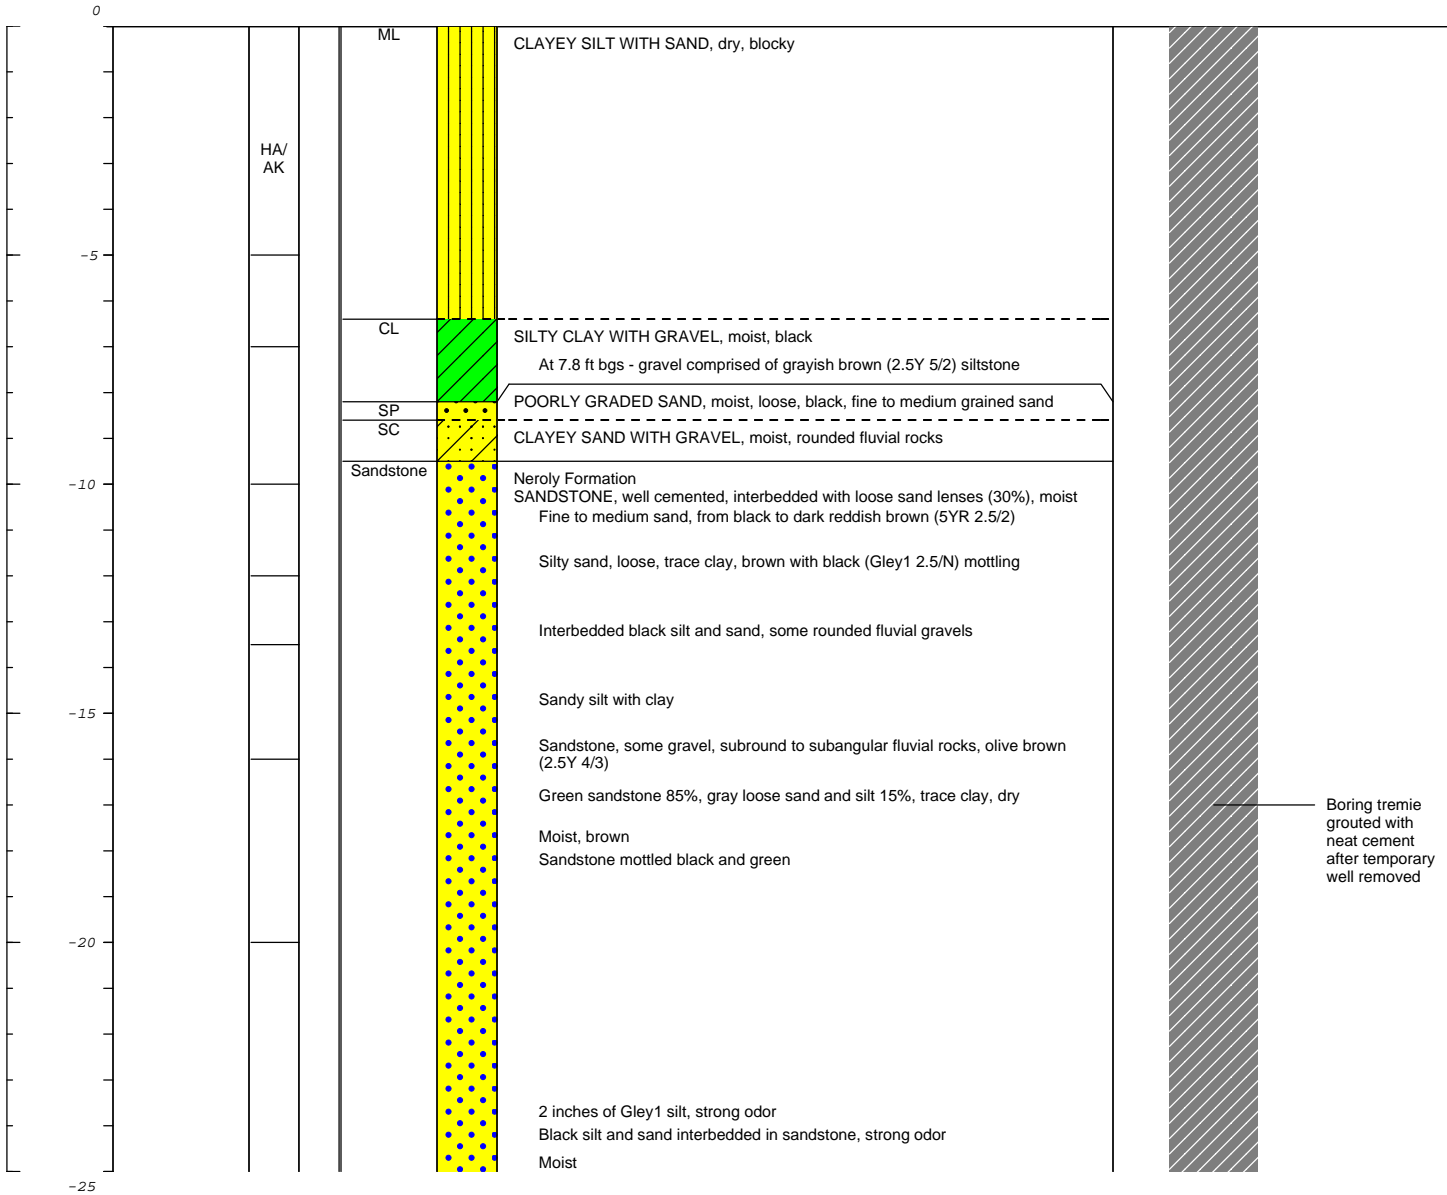 0
ML
CLAYEY SILT WITH SAND, dry, blocky
HA/
AK
-5
CL
SILTY CLAY WITH GRAVEL, moist, black
At 7.8 ft bgs - gravel comprised of grayish brown (2.5Y 5/2) siltstone
SP
POORLY GRADED SAND, moist, loose, black, fine to medium grained sand
SC
CLAYEY SAND WITH GRAVEL, moist, rounded fluvial rocks
Sandstone
Neroly Formation
-10
SANDSTONE, well cemented, interbedded with loose sand lenses (30%), moist
Fine to medium sand, from black to dark reddish brown (5YR 2.5/2)
Silty sand, loose, trace clay, brown with black (Gley1 2.5/N) mottling
Interbedded black silt and sand, some rounded fluvial gravels
Sandy silt with clay
-15
Sandstone, some gravel, subround to subangular fluvial rocks, olive brown
(2.5Y 4/3)
Green sandstone 85%, gray loose sand and silt 15%, trace clay, dry
Moist, brown
Sandstone mottled black and green
Boring tremie
grouted with
neat cement
after temporary
well removed
-20
2 inches of Gley1 silt, strong odor
Black silt and sand interbedded in sandstone, strong odor
Moist
-25